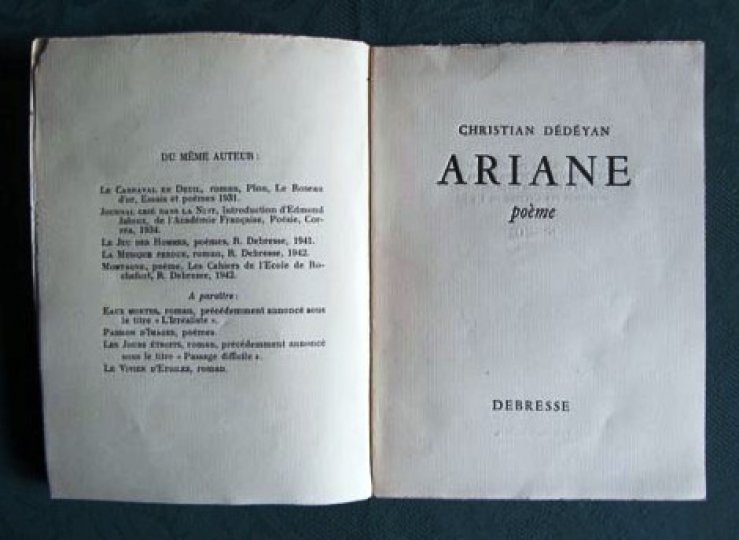 DU MÊME AUTEUR :
LE CARNAVAL EN DEUIL, roman, Plon, Le Roseau
d'or, Essais et poèmes 1931.
JOURNAL CRIÉ DANS LA NUIT, Introduction d'Edmond
Jaloux, de l'Académie Française, Poésie, Cor-
rêa, 1934.
LE JEU DES HOMMES, poèmes, R. Debresse, 1941.
LA MUSIQUE PERDUE, roman, R. Debresse, 1942.
MONTAGNE, poème, Les Cahiers de l'Ecole de Ro-
chefort, R. Debresse, 1942.
A paraître :
EAUX MORTES, roman, précédemment annoncé sous
le titre « L'Irréaliste ».
PASSION D'IMAGES, poèmes.
LES JOURS ÉTROITS, roman, précédemment annoncé
sous le titre « Passage difficile ».
LE VIVIER D'ETOILES, roman.
CHRISTIAN DÉDÉYAN
ARIANE
poème
DEBRESSE